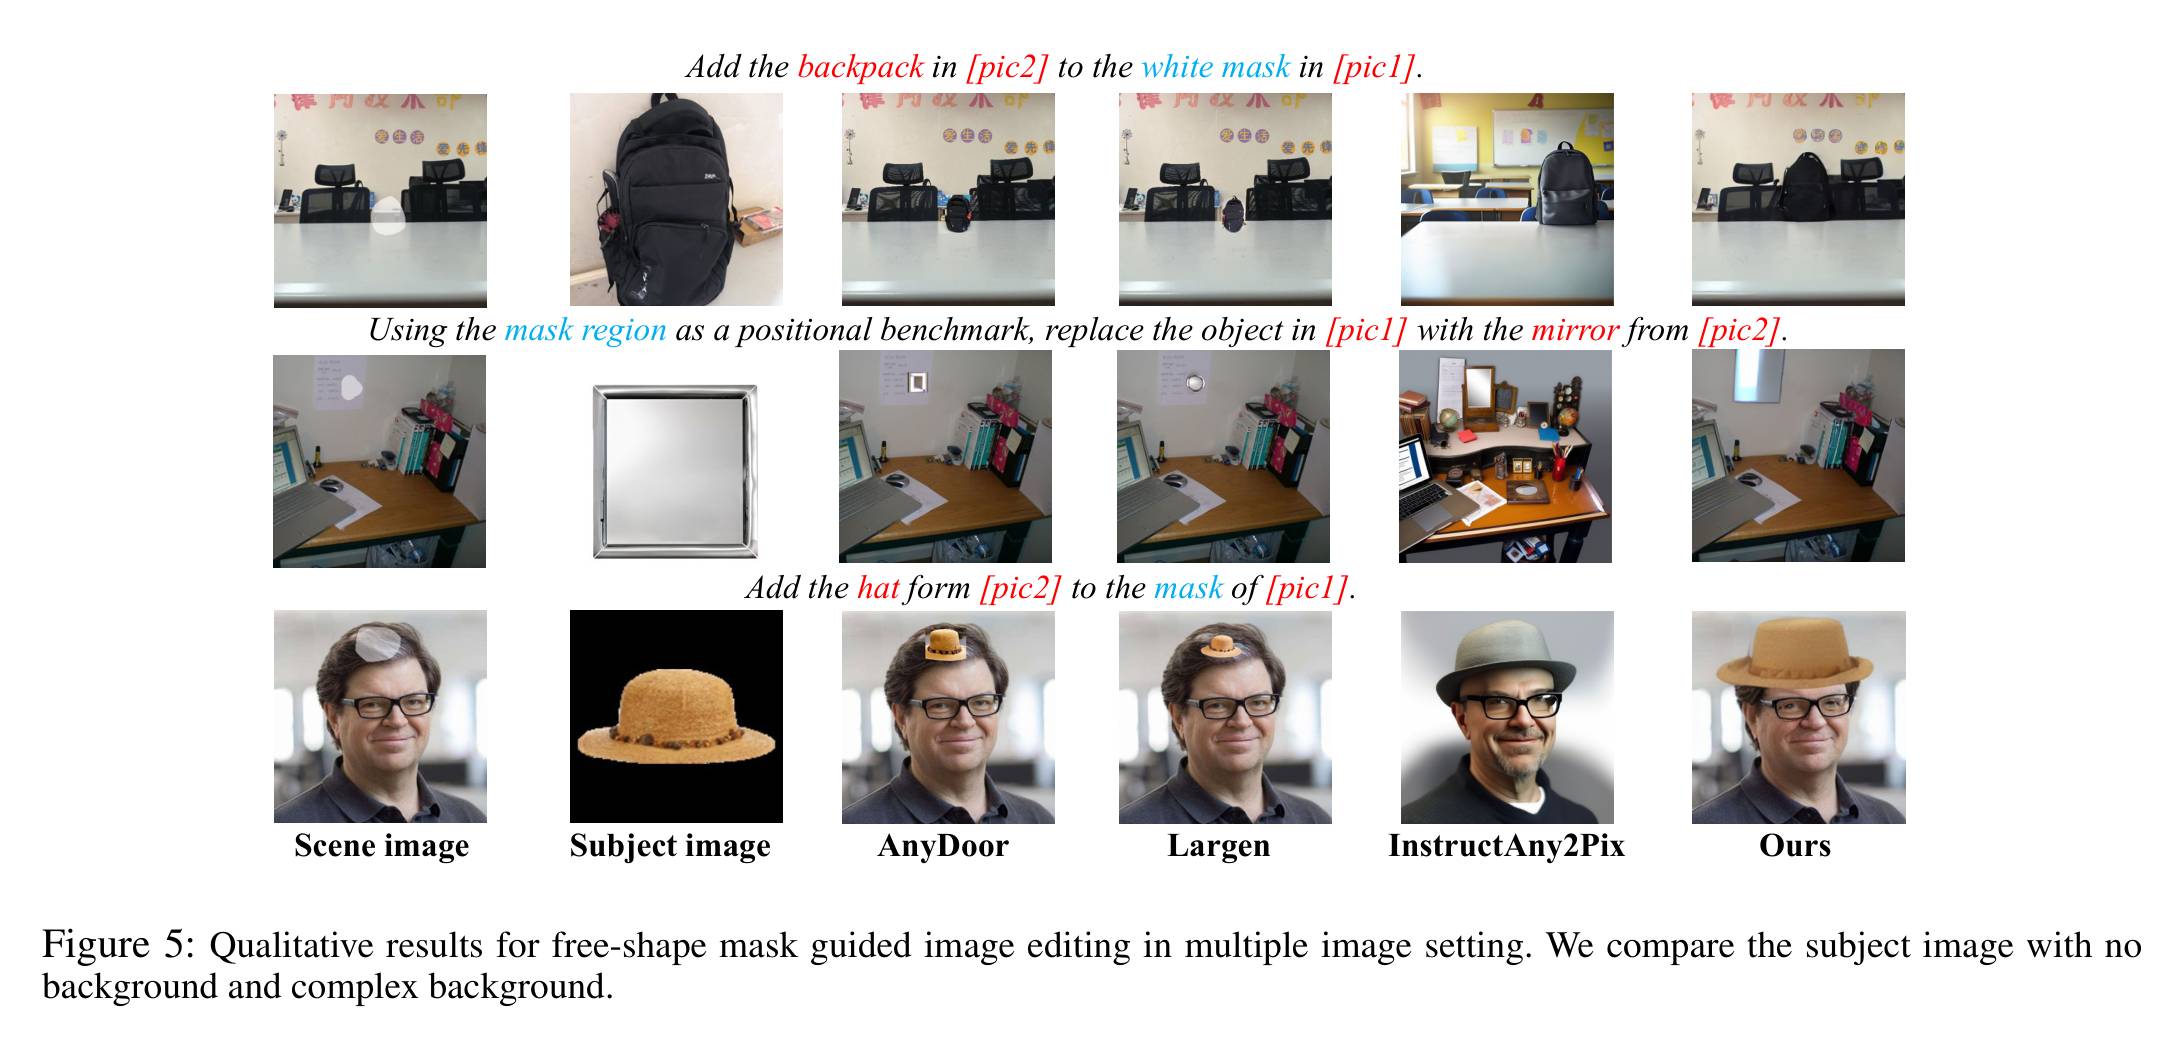 Add the backpack in [pic2] to the white mask in [pic1].
爱生活
Using the mask region as a positional benchmark, replace the object in [pic1] with the mirror from [pic2].
Add the hat form [pic2] to the mask of [pic1].
Scene image Subject image AnyDoor Largen InstructAny2Pix Ours
Figure 5: Qualitative results for free-shape mask guided image editing in multiple image setting. We compare the subject image with no
background and complex background.